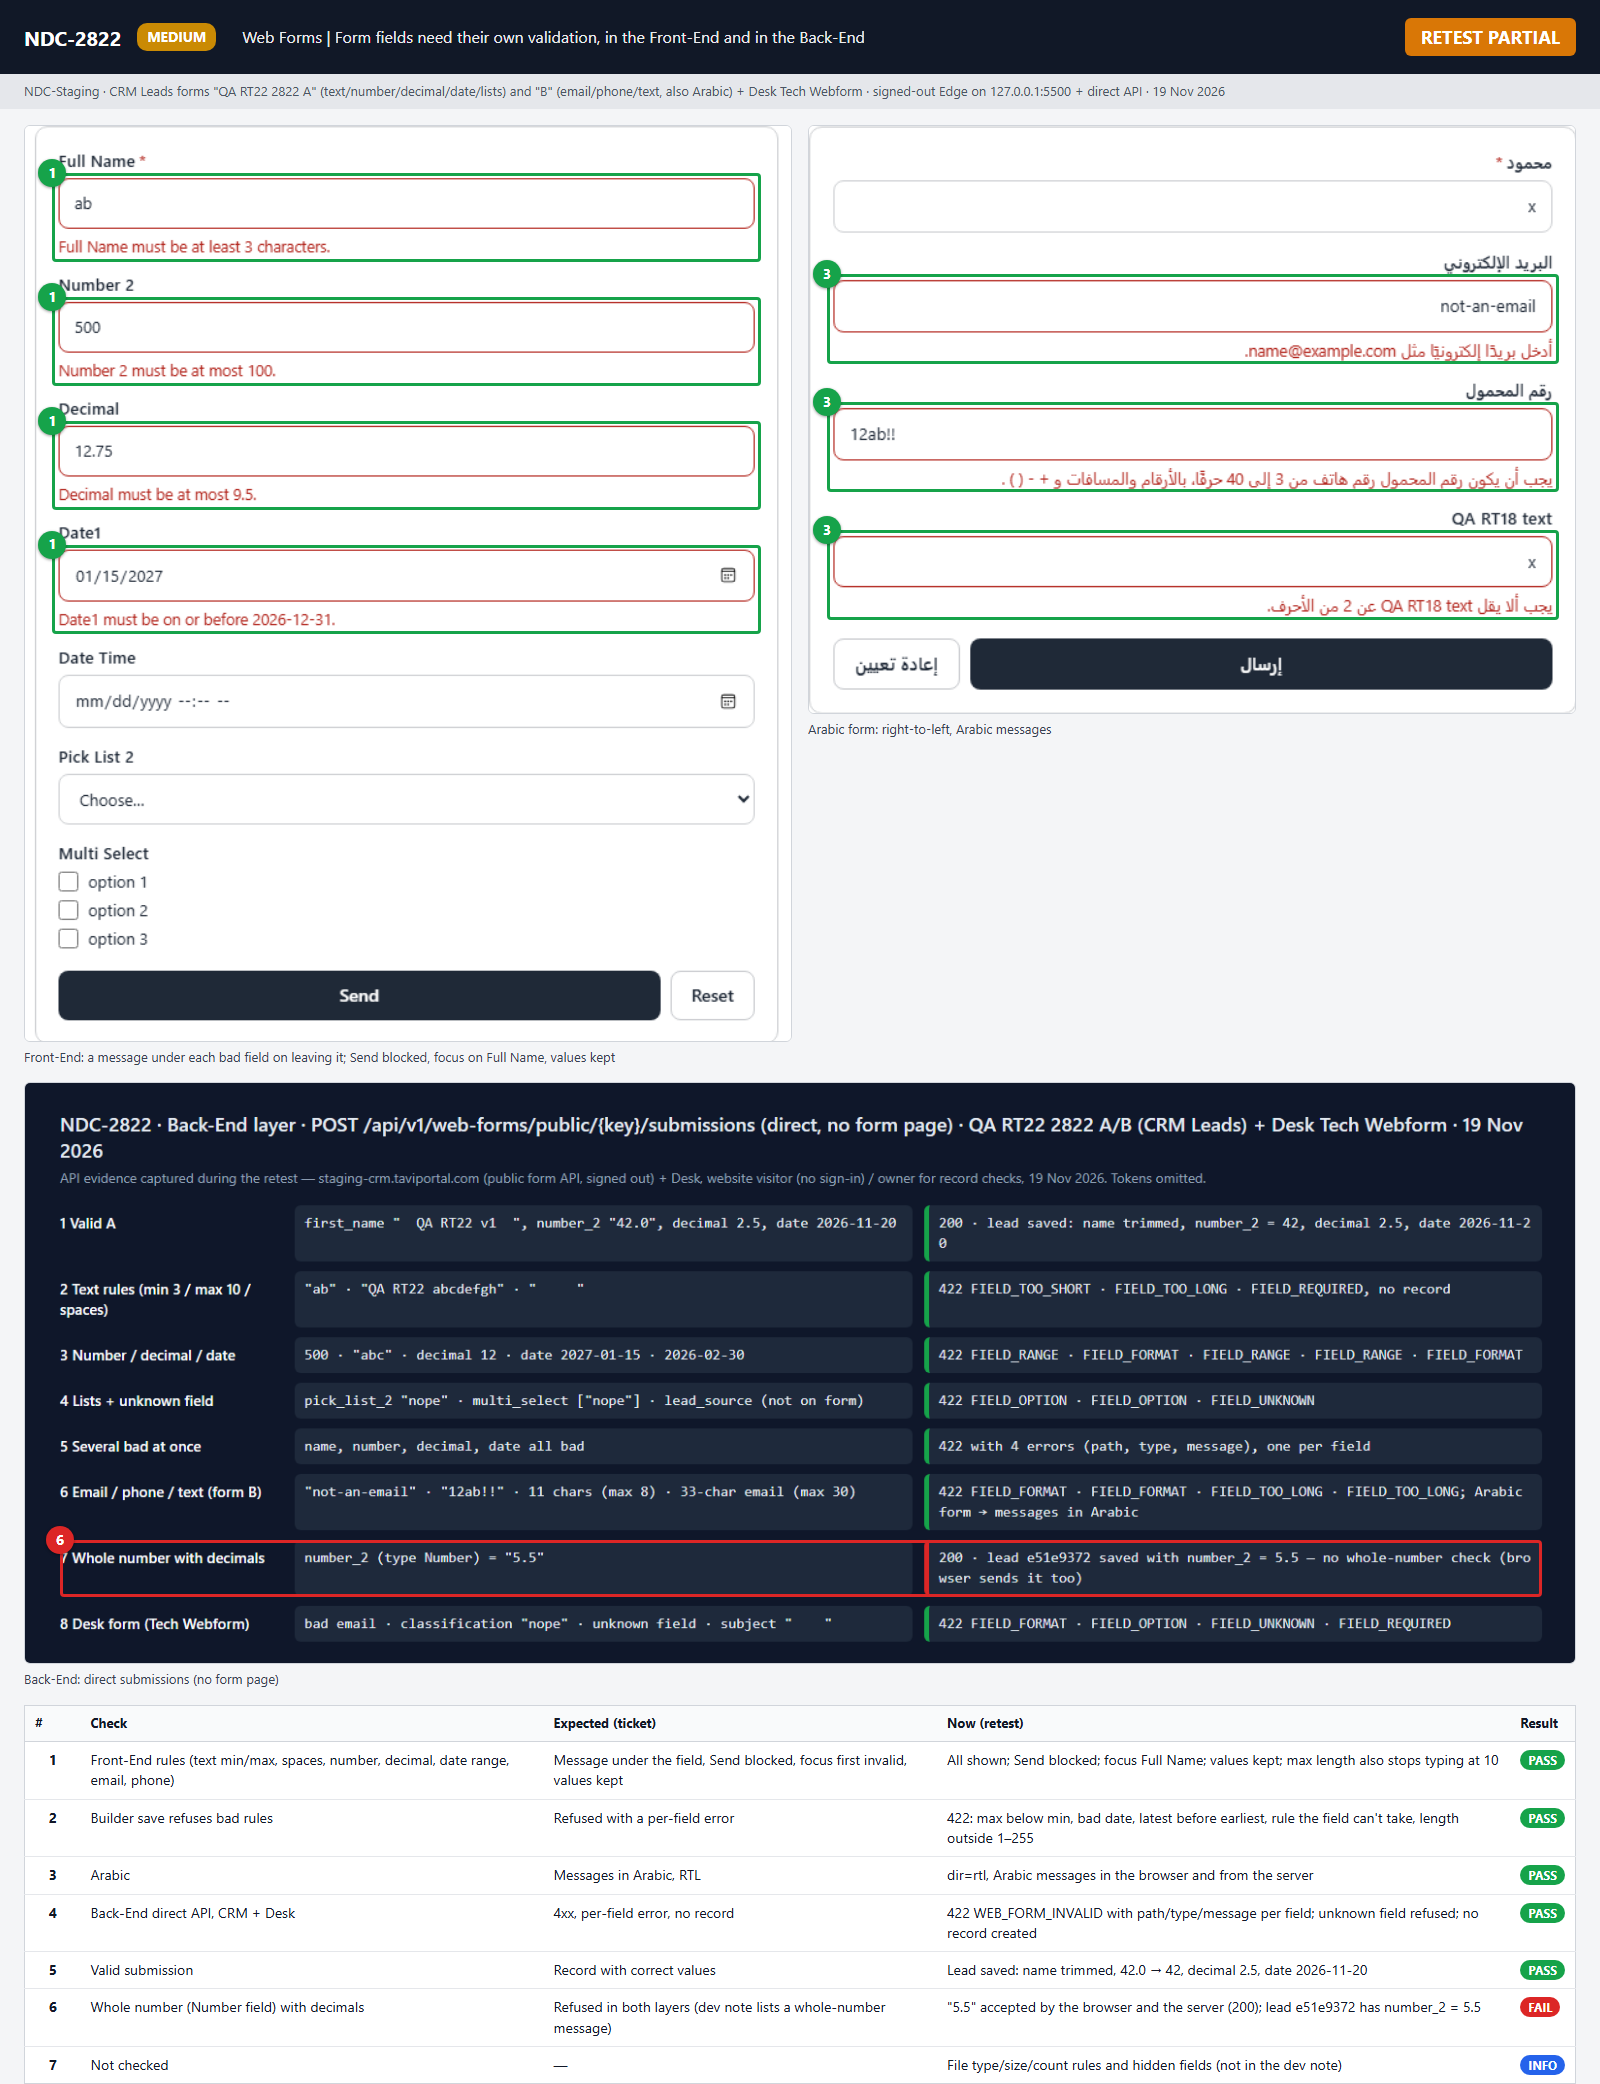 NDC-2822 MEDIUM Web Forms | Form fields need their own validation, in the Front-End and in the Back-End RETEST PARTIAL
NDC-Staging · CRM Leads forms "QA RT22 2822 A" (text/number/decimal/date/lists) and "B" (email/phone/text, also Arabic) + Desk Tech Webform · signed-out Edge on 127.0.0.1:5500 + direct API · 19 Nov 2026
Full Name *
1
ab
Full Name must be at least 3 characters.
Number 2
1
500
Number 2 must be at most 100.
Decimal
1
12.75
Decimal must be at most 9.5.
Date1
1
01/15/2027
Date1 must be on or before 2026-12-31.
Date Time
mm/dd/yyyy --:-- --
Pick List 2
Choose...
Multi Select
option 1
option 2
option 3
Send Reset
Front-End: a message under each bad field on leaving it; Send blocked, focus on Full Name, values kept
محمود *
x
البريد الإلكتروني
3
not-an-email
أدخل بريدًا إلكترونيًا مثل name@example.com.
رقم المحمول
3
12ab!!
يجب أن يكون رقم المحمول رقم هاتف من 3 إلى 40 حرفًا، بالأرقام والمسافات و + - ( ) .
QA RT18 text
3
x
يجب ألا يقل QA RT18 text عن 2 من الأحرف.
إرسال إعادة تعيين
Arabic form: right-to-left, Arabic messages
NDC-2822 · Back-End layer · POST /api/v1/web-forms/public/{key}/submissions (direct, no form page) · QA RT22 2822 A/B (CRM Leads) + Desk Tech Webform · 19 Nov
2026
API evidence captured during the retest — staging-crm.taviportal.com (public form API, signed out) + Desk, website visitor (no sign-in) / owner for record checks, 19 Nov 2026. Tokens omitted.
1 Valid A first_name "  QA RT22 v1  ", number_2 "42.0", decimal 2.5, date 2026-11-20 200 · lead saved: name trimmed, number_2 = 42, decimal 2.5, date 2026-11-2
0
2 Text rules (min 3 / max 10 / "ab" · "QA RT22 abcdefgh" · "     " 422 FIELD_TOO_SHORT · FIELD_TOO_LONG · FIELD_REQUIRED, no record
spaces)
3 Number / decimal / date 500 · "abc" · decimal 12 · date 2027-01-15 · 2026-02-30 422 FIELD_RANGE · FIELD_FORMAT · FIELD_RANGE · FIELD_RANGE · FIELD_FORMAT
4 Lists + unknown field pick_list_2 "nope" · multi_select ["nope"] · lead_source (not on form) 422 FIELD_OPTION · FIELD_OPTION · FIELD_UNKNOWN
5 Several bad at once name, number, decimal, date all bad 422 with 4 errors (path, type, message), one per field
6 Email / phone / text (form B) "not-an-email" · "12ab!!" · 11 chars (max 8) · 33-char email (max 30) 422 FIELD_FORMAT · FIELD_FORMAT · FIELD_TOO_LONG · FIELD_TOO_LONG; Arabic
form → messages in Arabic
6
7 Whole number with decimals number_2 (type Number) = "5.5" 200 · lead e51e9372 saved with number_2 = 5.5 — no whole-number check (bro
wser sends it too)
8 Desk form (Tech Webform) bad email · classification "nope" · unknown field · subject "    " 422 FIELD_FORMAT · FIELD_OPTION · FIELD_UNKNOWN · FIELD_REQUIRED
Back-End: direct submissions (no form page)
# Check Expected (ticket) Now (retest) Result
1 Front-End rules (text min/max, spaces, number, decimal, date range, Message under the field, Send blocked, focus first invalid, All shown; Send blocked; focus Full Name; values kept; max length also stops typing at 10 PASS
email, phone) values kept
2 Builder save refuses bad rules Refused with a per-field error 422: max below min, bad date, latest before earliest, rule the field can't take, length PASS
outside 1–255
3 Arabic Messages in Arabic, RTL dir=rtl, Arabic messages in the browser and from the server PASS
4 Back-End direct API, CRM + Desk 4xx, per-field error, no record 422 WEB_FORM_INVALID with path/type/message per field; unknown field refused; no PASS
record created
5 Valid submission Record with correct values Lead saved: name trimmed, 42.0 → 42, decimal 2.5, date 2026-11-20 PASS
6 Whole number (Number field) with decimals Refused in both layers (dev note lists a whole-number "5.5" accepted by the browser and the server (200); lead e51e9372 has number_2 = 5.5 FAIL
message)
7 Not checked — File type/size/count rules and hidden fields (not in the dev note) INFO